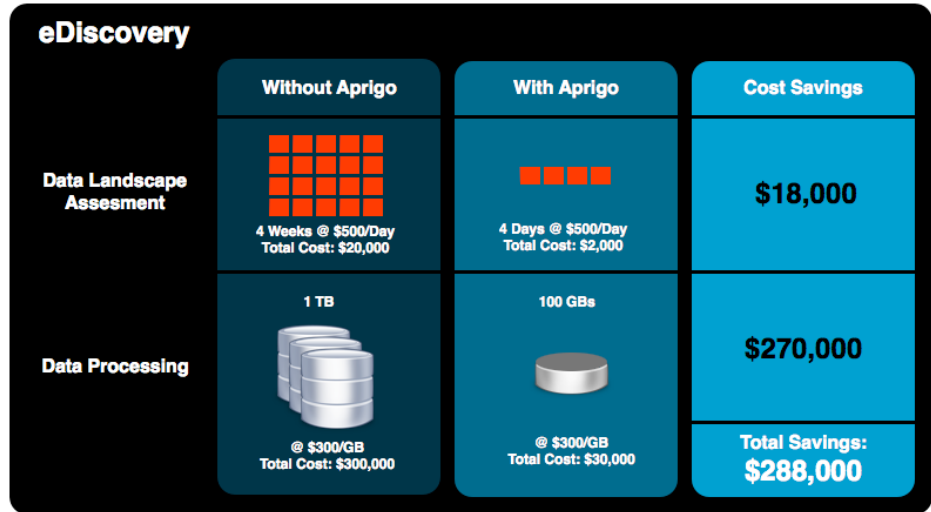 eDiscovery
Without Aprigo
With Aprigo
Cost Savings
Data Landscape
Assesment
4 Weeks @ $500/Day
Total Cost: $20,000
4 Days @ $500/Day
Total Cost: $2,000
$18,000
Data Processing
1 TB
@ $300/GB
Total Cost: $300,000
100 GBs
@ $300/GB
Total Cost: $30,000
$270,000
Total Savings:
$288,000